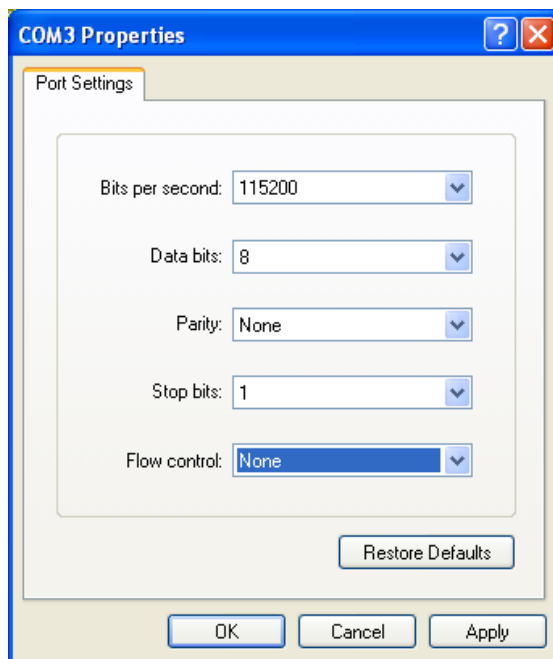 COM3 Properties
Port Settings
Bits per second: 115200
Data bits: 8
Parity: None
Stop bits: 1
Flow control: None
Restore Defaults
OK Cancel Apply